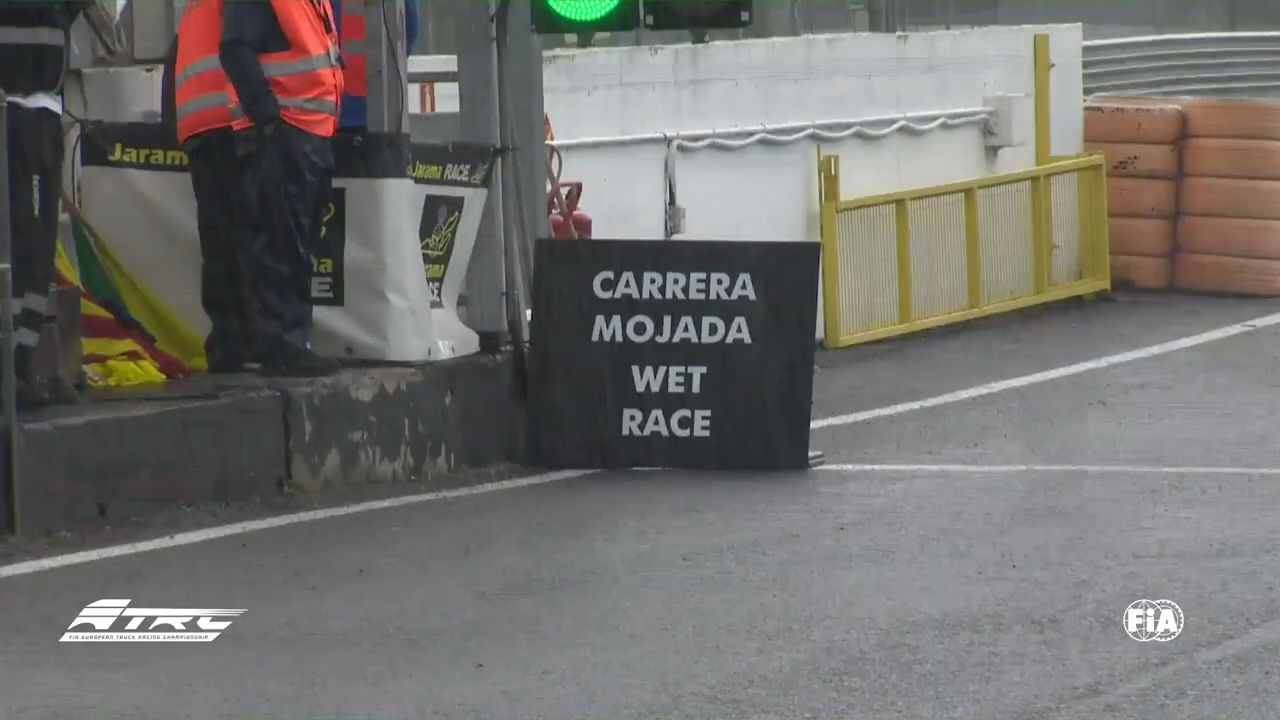 Jarama
Jarama RACE
CARRERA
MOJADA
WET
RACE
FIA EUROPEAN TRUCK RACING CHAMPIONSHIP
FIA